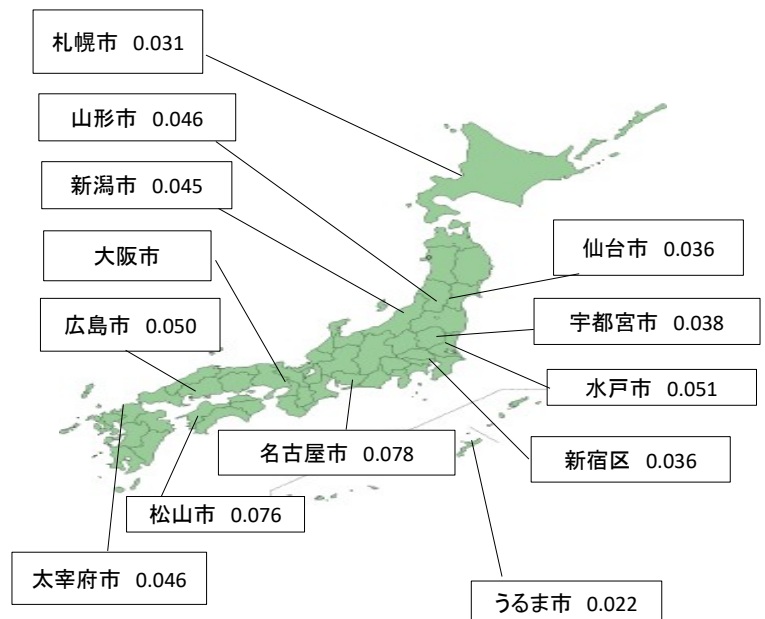 札幌市 0.031
山形市 0.046
新潟市 0.045
大阪市
広島市 0.050
仙台市 0.036
宇都宮市 0.038
水戸市 0.051
名古屋市 0.078
新宿区 0.036
松山市 0.076
太宰府市 0.046
うるま市 0.022